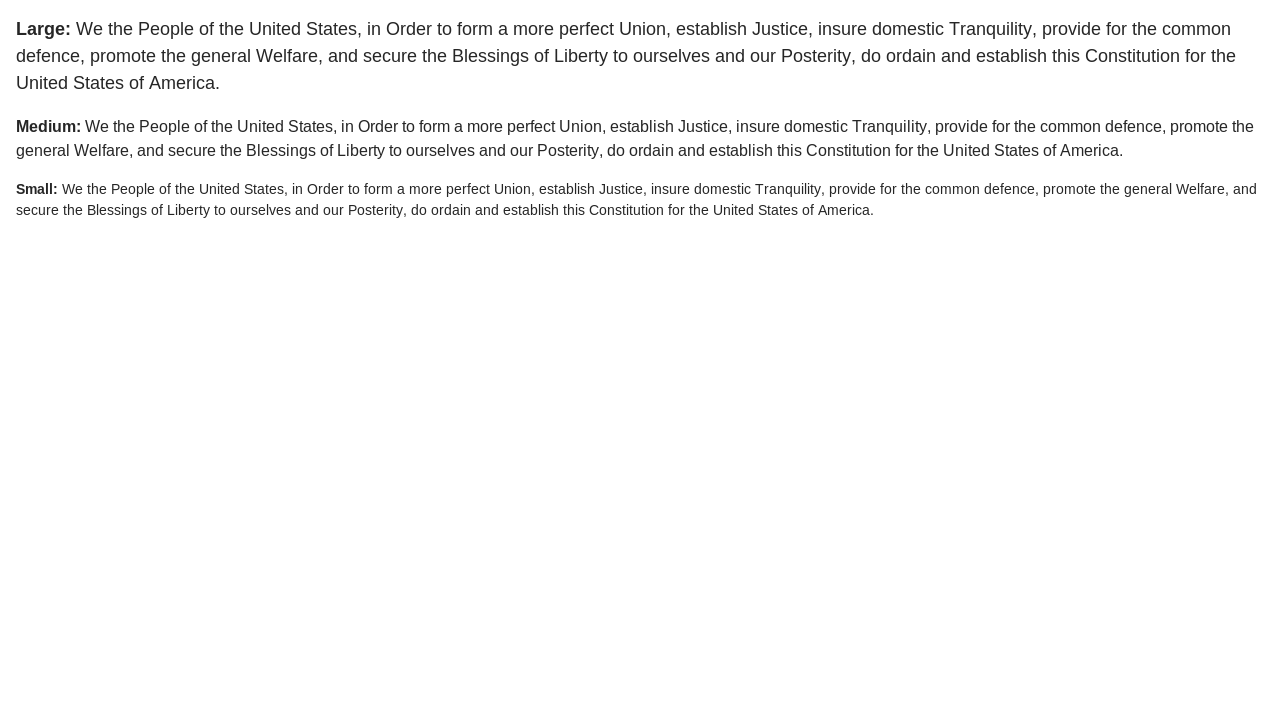 Large: We the People of the United States, in Order to form a more perfect Union, establish Justice, insure domestic Tranquility, provide for the common
defence, promote the general Welfare, and secure the Blessings of Liberty to ourselves and our Posterity, do ordain and establish this Constitution for the
United States of America.
Medium: We the People of the United States, in Order to form a more perfect Union, establish Justice, insure domestic Tranquility, provide for the common defence, promote the
general Welfare, and secure the Blessings of Liberty to ourselves and our Posterity, do ordain and establish this Constitution for the United States of America.
Small: We the People of the United States, in Order to form a more perfect Union, establish Justice, insure domestic Tranquility, provide for the common defence, promote the general Welfare, and
secure the Blessings of Liberty to ourselves and our Posterity, do ordain and establish this Constitution for the United States of America.